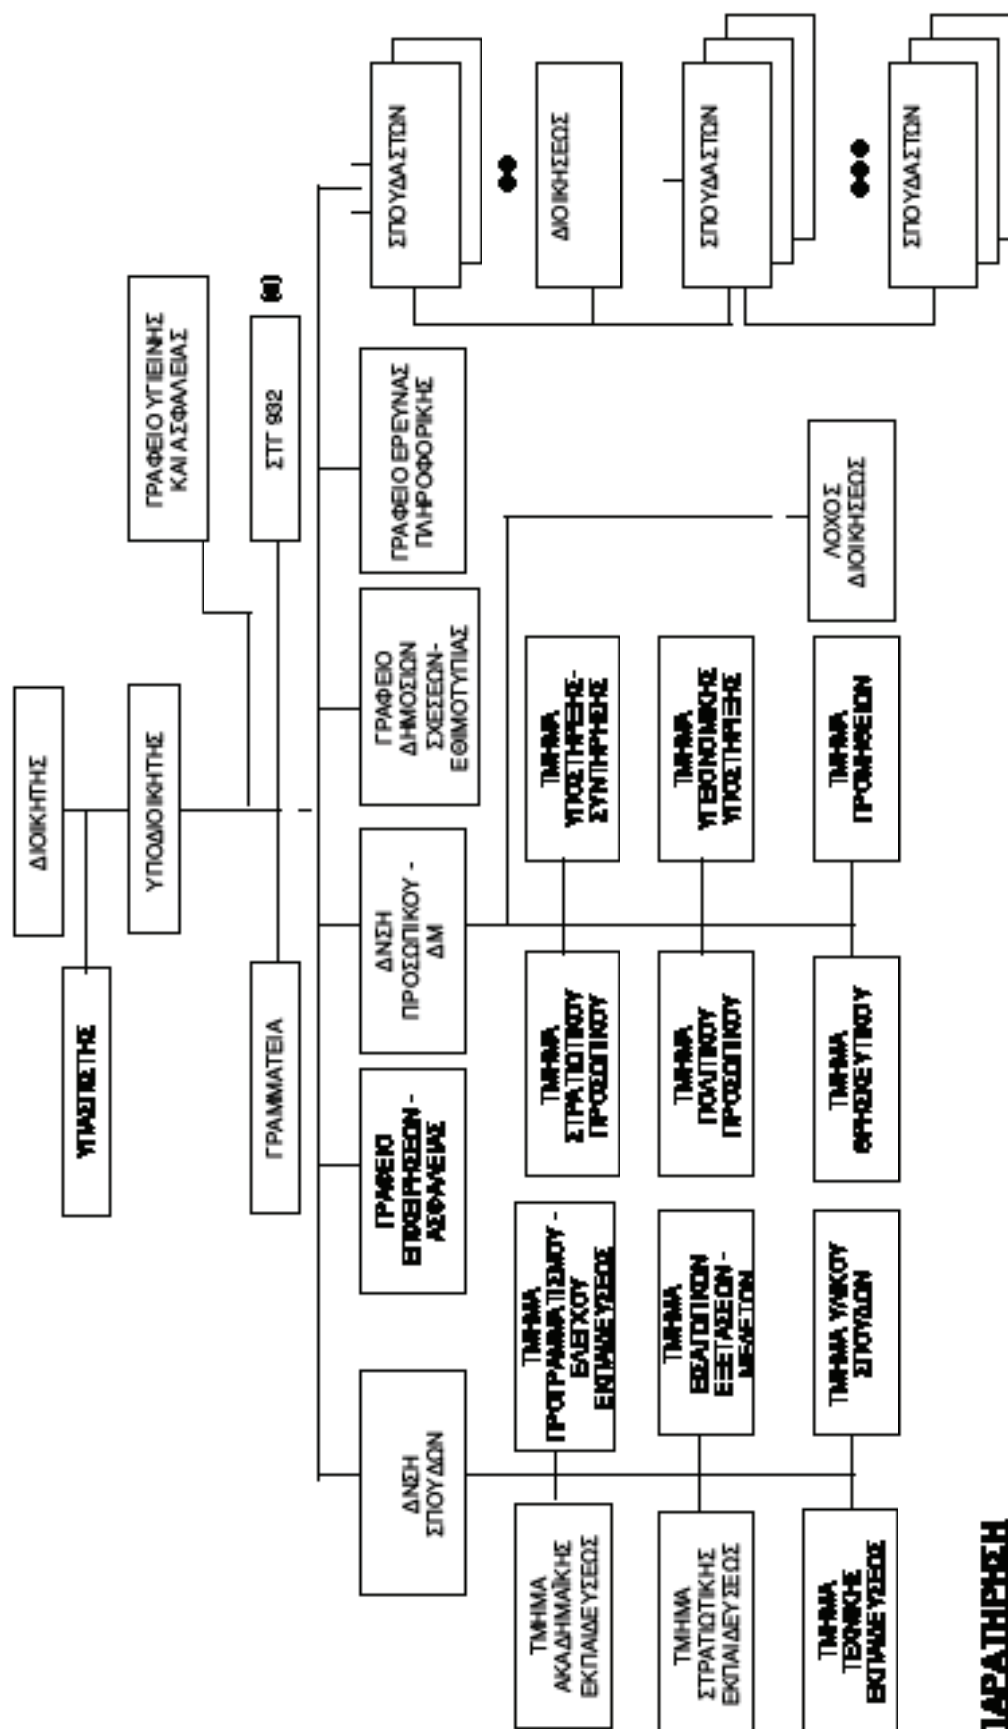 ΔΙΟΙΚΗΤΗΣ
ΥΠΑΣΠΙΣΤΗΣ
ΥΠΟΔΙΟΙΚΗΤΗΣ
ΓΡΑΦΕΙΟ ΥΓΙΕΙΝΗΣ
ΚΑΙ ΑΣΦΑΛΕΙΑΣ
ΓΡΑΜΜΑΤΕΙΑ
ΣΤΓ 932
ΔΝΣΗ
ΣΠΟΥΔΩΝ
ΓΡΑΦΕΙΟ
ΕΠΙΧΕΙΡΗΣΕΩΝ -
ΑΣΦΑΛΕΙΑΣ
ΔΝΣΗ
ΠΡΟΣΩΠΙΚΟΥ -
ΔΜ
ΓΡΑΦΕΙΟ
ΔΗΜΟΣΙΩΝ
ΣΧΕΣΕΩΝ-
ΕΘΙΜΟΤΥΠΙΑΣ
ΓΡΑΦΕΙΟ ΕΡΕΥΝΑΣ
ΠΛΗΡΟΦΟΡΙΚΗΣ
ΣΠΟΥΔΑΣΤΩΝ
ΔΙΟΙΚΗΣΕΩΣ
ΣΠΟΥΔΑΣΤΩΝ
ΣΠΟΥΔΑΣΤΩΝ
ΤΜΗΜΑ
ΑΚΑΔΗΜΑΪΚΗΣ
ΕΚΠΑΙΔΕΥΣΕΩΣ
ΤΜΗΜΑ
ΠΡΟΓΡΑΜΜΑΤΙΣΜΟΥ -
ΕΛΕΓΧΟΥ
ΕΚΠΑΙΔΕΥΣΕΩΣ
ΤΜΗΜΑ
ΣΤΡΑΤΙΩΤΙΚΟΥ
ΠΡΟΣΩΠΙΚΟΥ
ΤΜΗΜΑ
ΥΠΟΣΤΗΡΙΞΗΣ-
ΣΥΝΤΗΡΗΣΗΣ
ΤΜΗΜΑ
ΣΤΡΑΤΙΩΤΙΚΗΣ
ΕΚΠΑΙΔΕΥΣΕΩΣ
ΤΜΗΜΑ
ΕΙΣΑΓΩΓΙΚΩΝ
ΕΞΕΤΑΣΕΩΝ -
ΜΕΛΕΤΩΝ
ΤΜΗΜΑ
ΠΟΛΙΤΙΚΟΥ
ΠΡΟΣΩΠΙΚΟΥ
ΤΜΗΜΑ
ΥΓΕΙΟΝΟΜΙΚΗΣ
ΥΠΟΣΤΗΡΙΞΗΣ
ΤΜΗΜΑ
ΤΕΧΝΙΚΗΣ
ΕΚΠΑΙΔΕΥΣΕΩΣ
ΤΜΗΜΑ ΥΛΙΚΟΥ
ΣΠΟΥΔΩΝ
ΤΜΗΜΑ
ΘΡΗΣΚΕΥΤΙΚΟΥ
ΤΜΗΜΑ
ΠΡΟΜΗΘΕΙΩΝ
ΛΟΧΟΣ
ΔΙΟΙΚΗΣΕΩΣ
ΠΑΡΑΤΗΡΗΣΗ